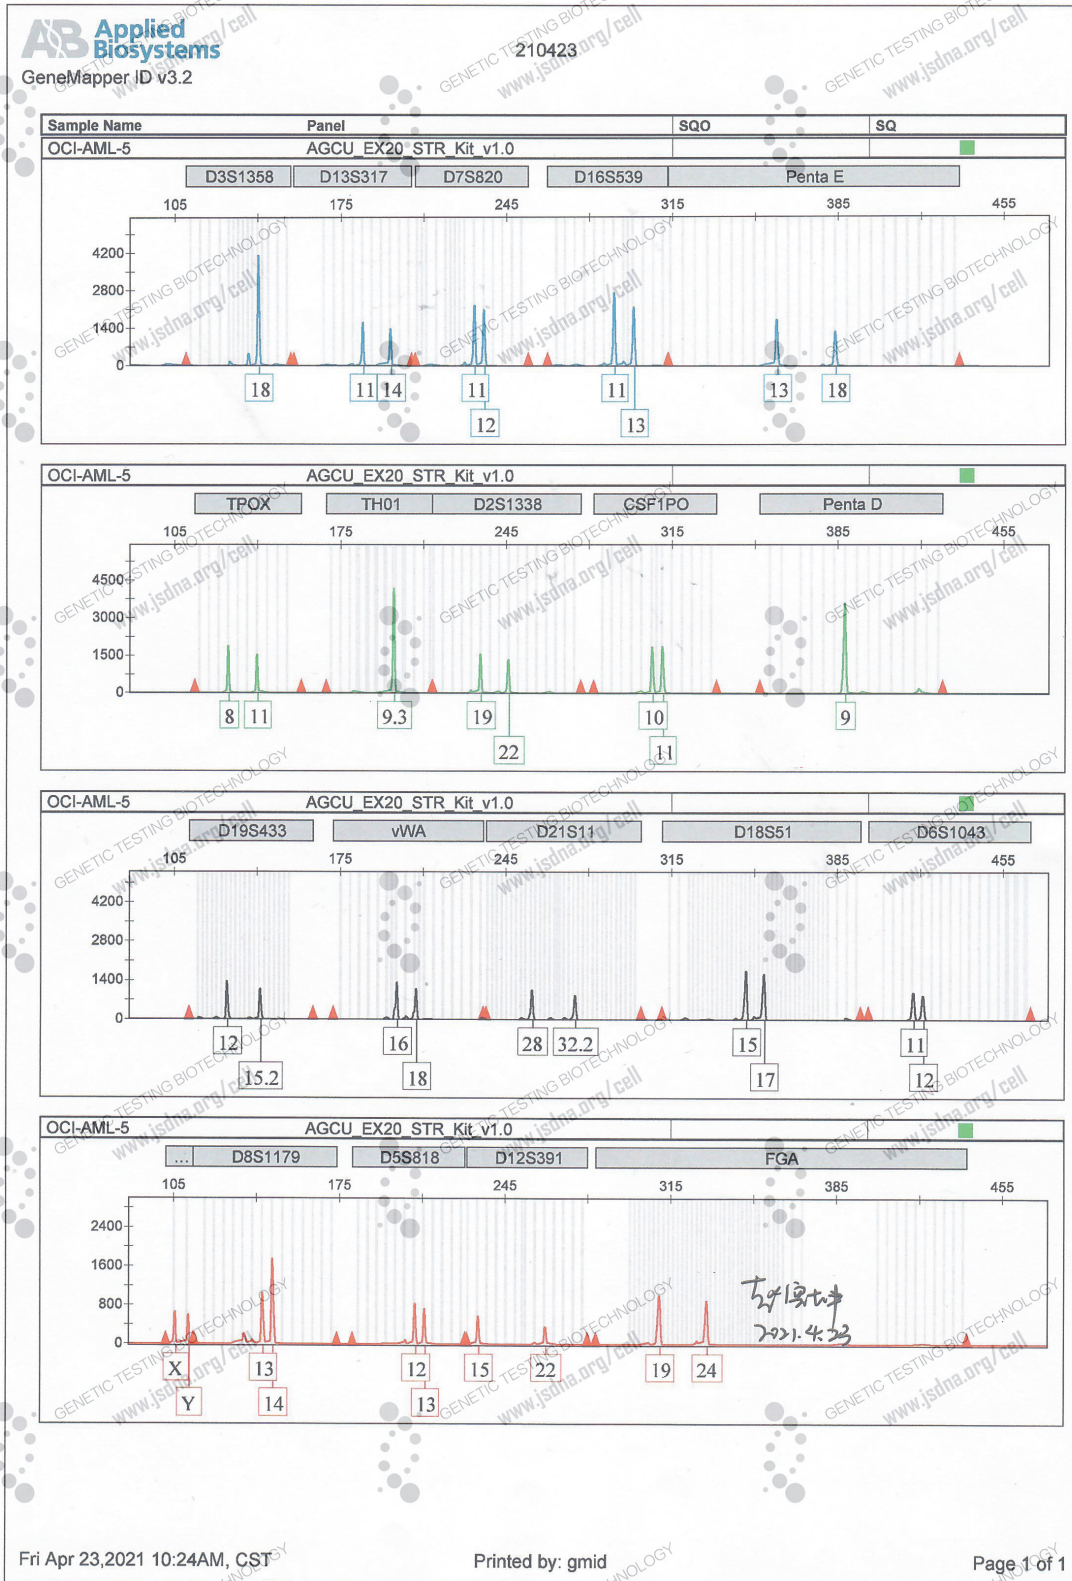 AB Applied
Biosystems
210423
GeneMapper ID v3.2
Sample Name Panel SQO SQ
OCI-AML-5 AGCU_EX20_STR_Kit_v1.0
D3S1358 D13S317 D7S820 D16S539 Penta E
105 175 245 315 385 455
4200
2800
1400
0
18 11 14 11 11 13 18
12 13
OCI-AML-5 AGCU_EX20_STR_Kit_v1.0
TPOX TH01 D2S1338 CSF1PO Penta D
105 175 245 315 385 455
4500
3000
1500
0
8 11 9.3 19 10 9
22 11
OCI-AML-5 AGCU_EX20_STR_Kit_v1.0
D19S433 vWA D21S11 D18S51 D6S1043
105 175 245 315 385 455
4200
2800
1400
0
12 16 28 32.2 15 11
15.2 18 17 12
OCI-AML-5 AGCU_EX20_STR_Kit_v1.0
... D8S1179 D5S818 D12S391 FGA
105 175 245 315 385 455
2400
1600
800
0
2021.4.23
X 13 12 15 22 19 24
Y 14 13
Fri Apr 23,2021 10:24AM, CST Printed by: gmid Page 1 of 1
GENETIC TESTING BIOTECHNOLOGY
www.jsdna.org/cell